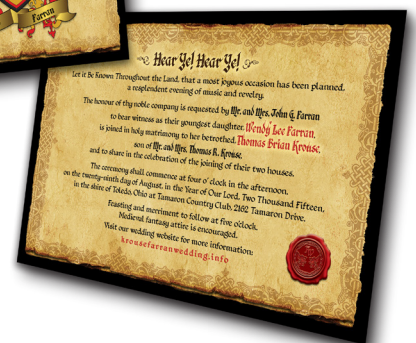 Farran
Hear Ye! Hear Ye!
Let it Be Known Throughout the Land, that a most joyous occasion has been planned,
a resplendent evening of music and revelry.
The honour of thy noble company is requested by Mr. and Mrs. John G. Farran
to bear witness as their youngest daughter, Wendy Lee Farran,
is joined in holy matrimony to her betrothed, Thomas Brian Krouse,
son of Mr. and Mrs. Thomas R. Krouse,
and to share in the celebration of the joining of their two houses.
The ceremony shall commence at four o'clock in the afternoon,
on the twenty-ninth day of August, in the Year of Our Lord, Two Thousand Fifteen,
in the shire of Toledo, Ohio at Tamaron Country Club, 2162 Tamaron Drive.
Feasting and merriment to follow at five o'clock.
Medieval fantasy attire is encouraged.
Visit our wedding website for more information:
krousefarranwedding.info